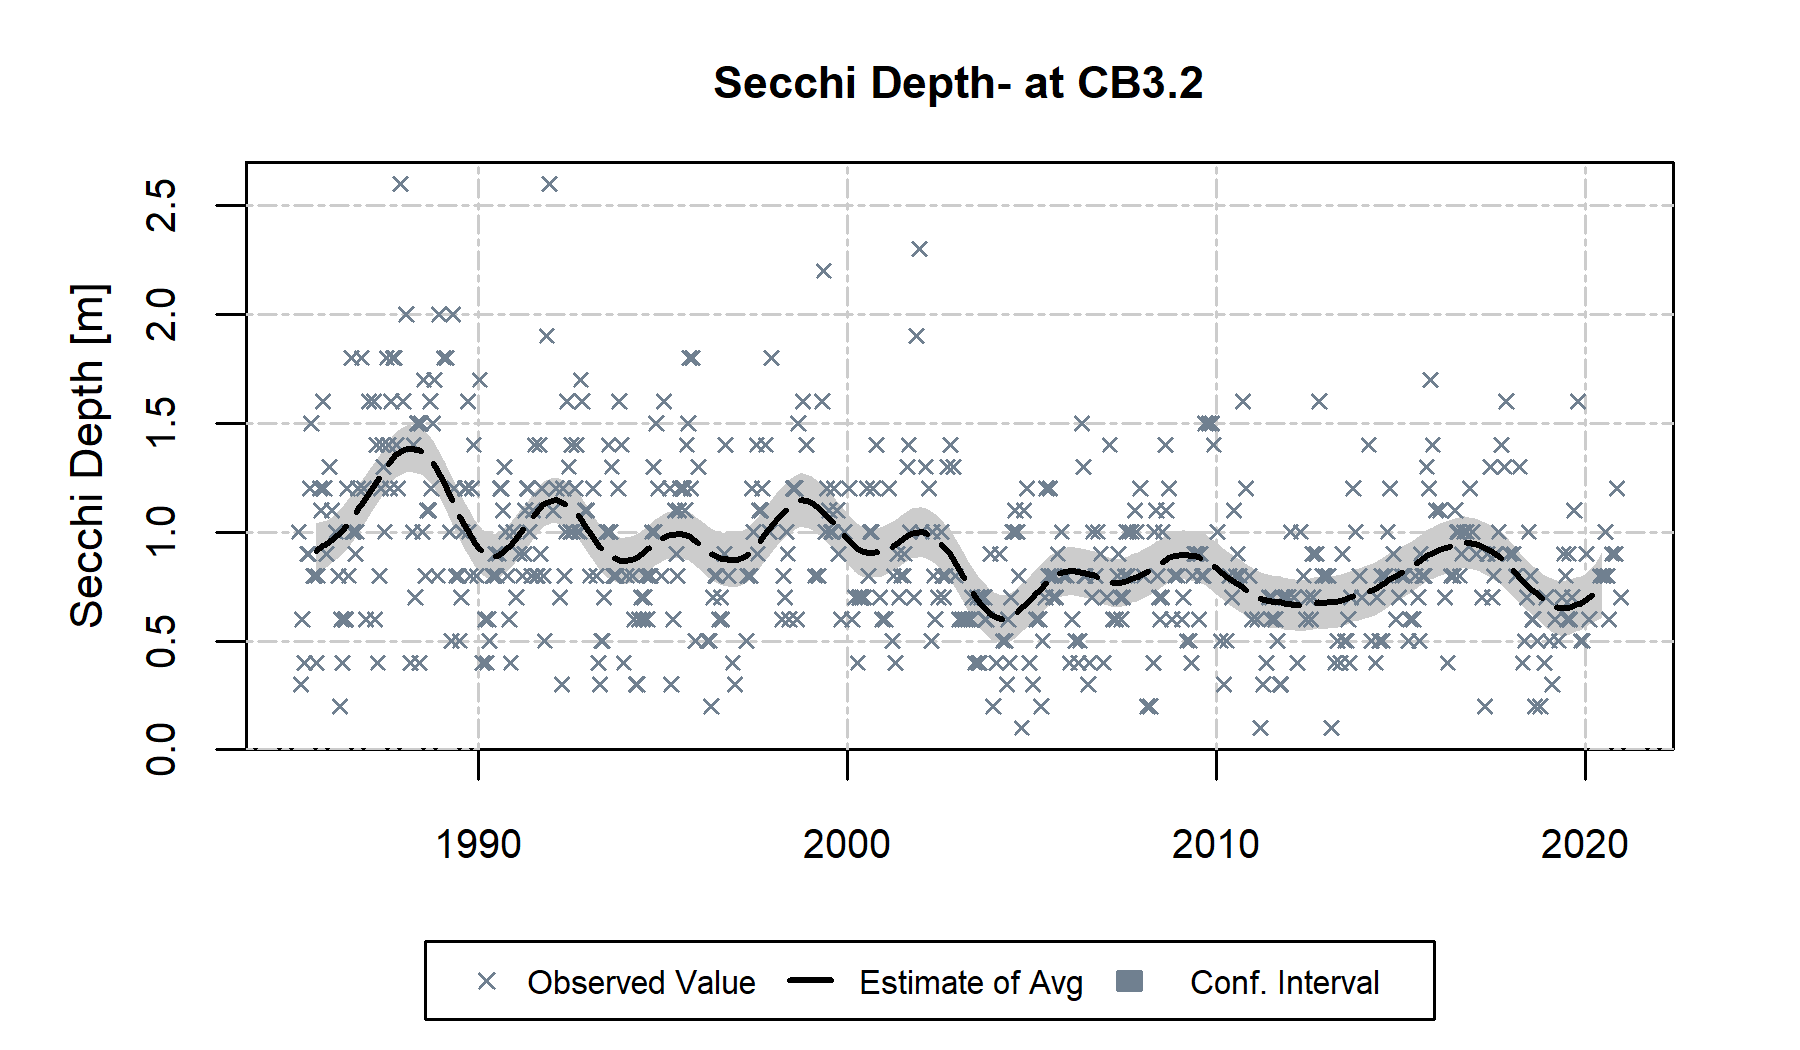 Secchi Depth- at CB3.2
Secchi Depth [m]
2.5
2.0
1.5
1.0
0.5
0.0
1990 2000 2010 2020
Observed Value Estimate of Avg Conf. Interval